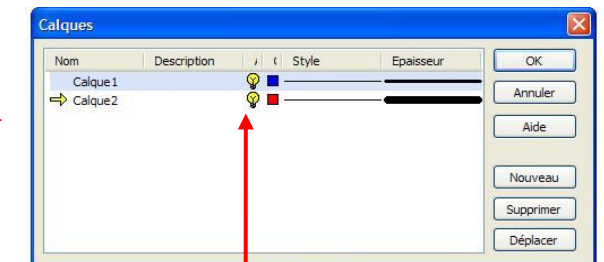 Calques
Nom Description Style Epaisseur
Calque1
Calque2
OK
Annuler
Aide
Nouveau
Supprimer
Déplacer